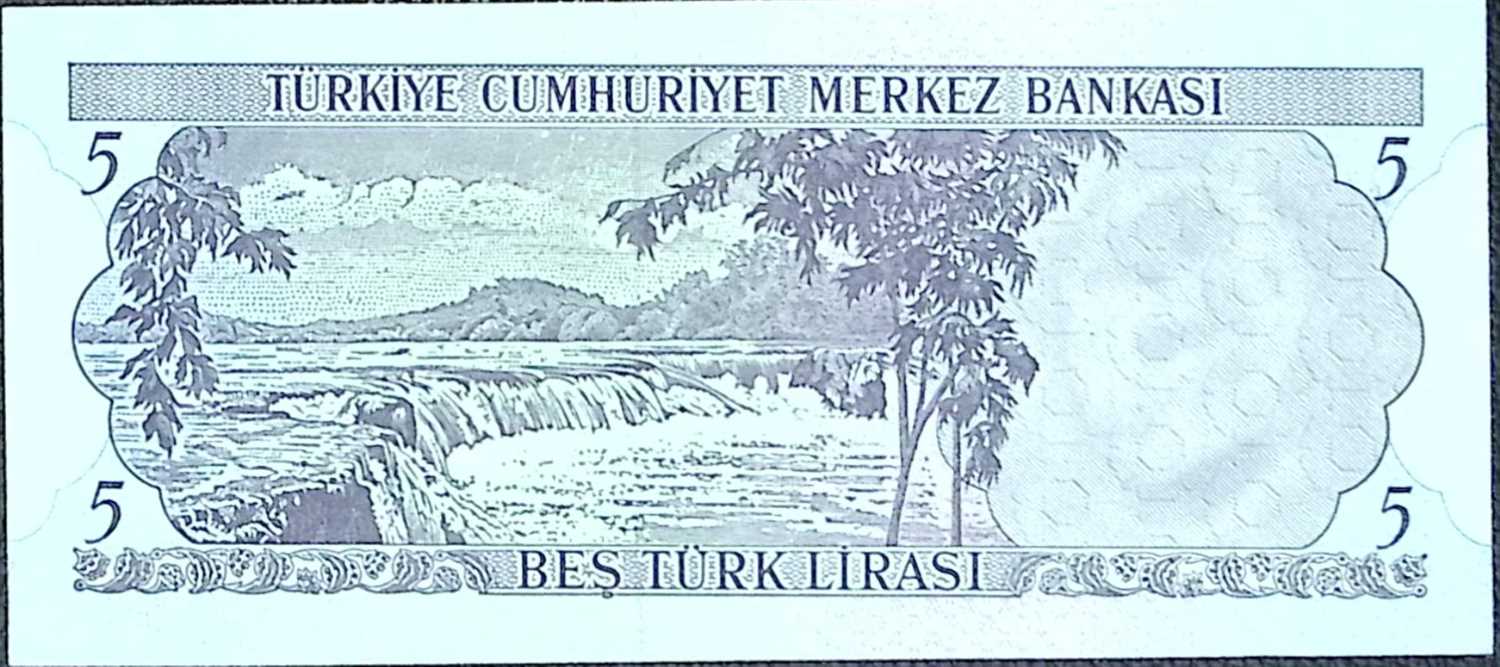 TÜRKİYE CUMHURİYET MERKEZ BANKASI
5 5
5 5
BEŞ TÜRK LİRASI